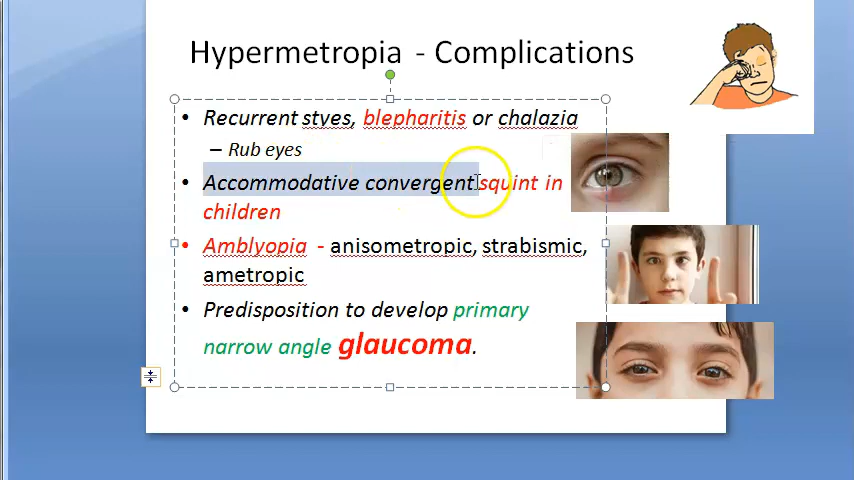 Hypermetropia - Complications
• Recurrent styes, blepharitis or chalazia
– Rub eyes
• Accommodative convergent squint in
children
• Amblyopia - anisometropic, strabismic,
ametropic
• Predisposition to develop primary
narrow angle glaucoma.